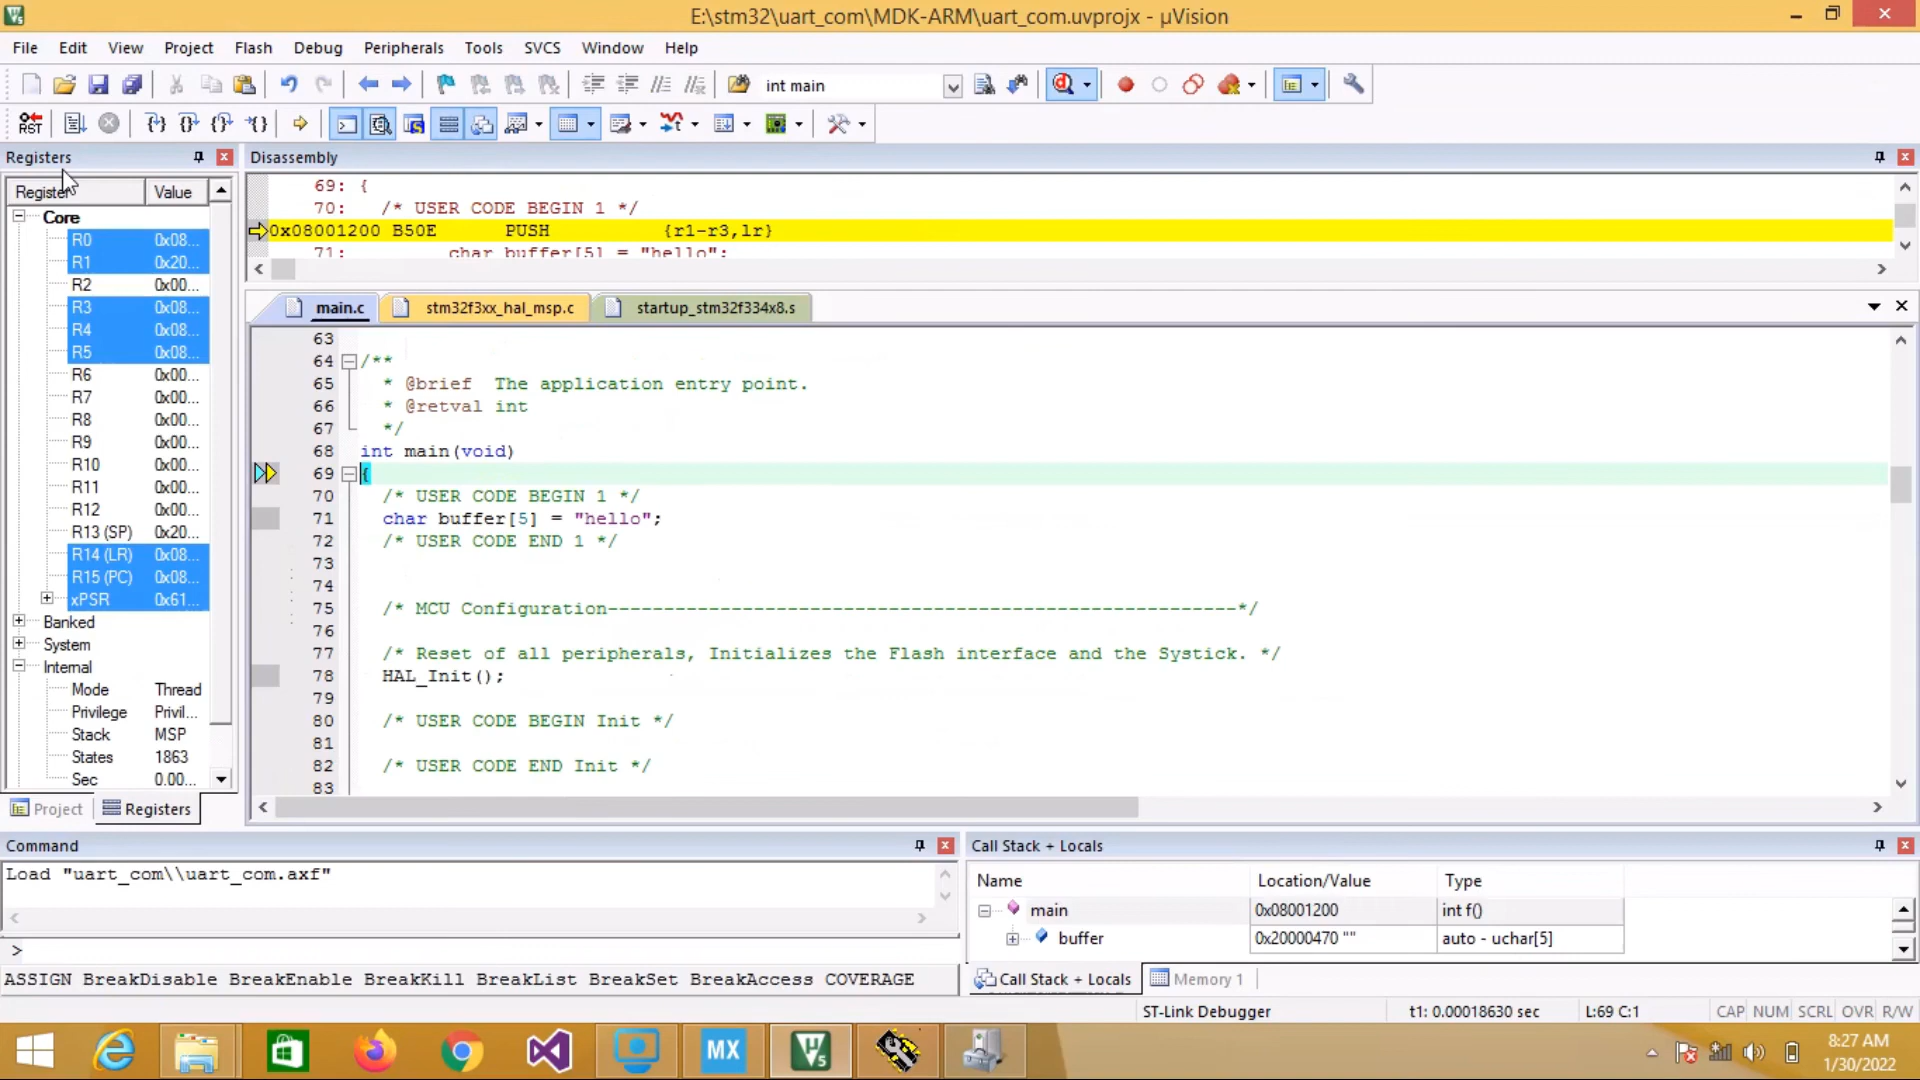 E:\stm32\uart_com\MDK-ARM\uart_com.uvprojx - µVision
File Edit View Project Flash Debug Peripherals Tools SVCS Window Help
int main
RST
Registers
Register Value
Core
R0 0x08...
R1 0x20...
R2 0x00...
R3 0x08...
R4 0x08...
R5 0x08...
R6 0x00...
R7 0x00...
R8 0x00...
R9 0x00...
R10 0x00...
R11 0x00...
R12 0x00...
R13 (SP) 0x20...
R14 (LR) 0x08...
R15 (PC) 0x08...
xPSR 0x61...
Banked
System
Internal
Mode Thread
Privilege Privil...
Stack MSP
States 1863
Sec 0.00...
Project Registers
Disassembly
69: {
70: /* USER CODE BEGIN 1 */
0x08001200 B50E PUSH {r1-r3,lr}
71: char buffer[5] = "hello";
main.c stm32f3xx_hal_msp.c startup_stm32f334x8.s
63
64 /**
65 * @brief The application entry point.
66 * @retval int
67 */
68 int main(void)
69 {
70 /* USER CODE BEGIN 1 */
71 char buffer[5] = "hello";
72 /* USER CODE END 1 */
73
74
75 /* MCU Configuration--------------------------------------------------------*/
76
77 /* Reset of all peripherals, Initializes the Flash interface and the Systick. */
78 HAL_Init();
79
80 /* USER CODE BEGIN Init */
81
82 /* USER CODE END Init */
83
Command
Load "uart_com\\uart_com.axf"
>
ASSIGN BreakDisable BreakEnable BreakKill BreakList BreakSet BreakAccess COVERAGE
Call Stack + Locals
Name Location/Value Type
main 0x08001200 int f()
buffer 0x20000470 "" auto - uchar[5]
Call Stack + Locals Memory 1
ST-Link Debugger t1: 0.00018630 sec L:69 C:1 CAP NUM SCRL OVR R/W
MX
8:27 AM
1/30/2022